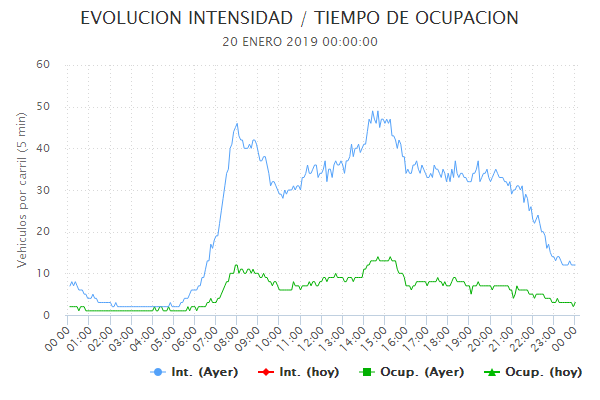 EVOLUCION INTENSIDAD / TIEMPO DE OCUPACION
20 ENERO 2019 00:00:00
Vehiculos por carril (5 min)
60
50
40
30
20
10
0
00:00 01:00 02:00 03:00 04:00 05:00 06:00 07:00 08:00 09:00 10:00 11:00 12:00 13:00 14:00 15:00 16:00 17:00 18:00 19:00 20:00 21:00 22:00 23:00 00:00
Int. (Ayer) Int. (hoy) Ocup. (Ayer) Ocup. (hoy)